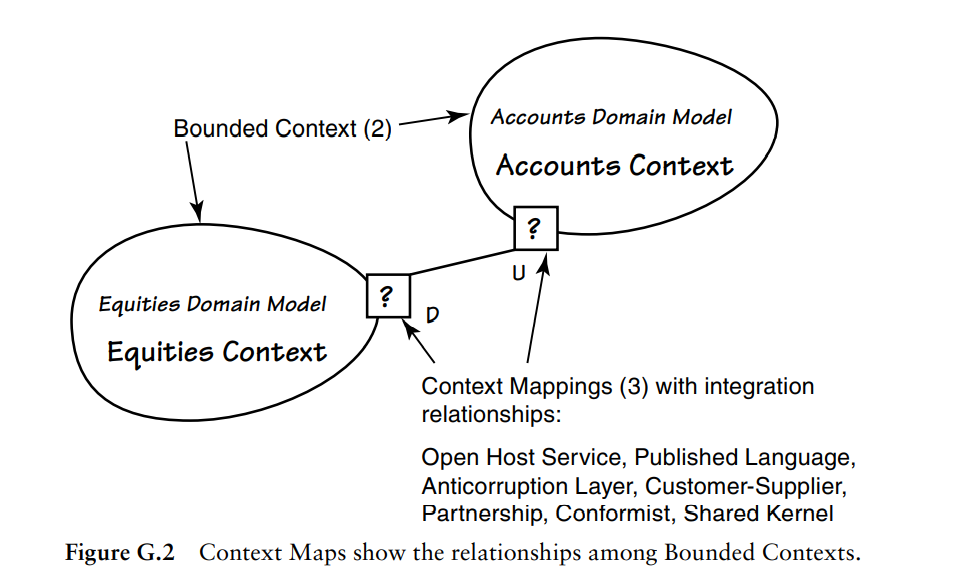 Bounded Context (2)
Accounts Domain Model
Accounts Context
?
U
?
D
Equities Domain Model
Equities Context
Context Mappings (3) with integration
relationships:
Open Host Service, Published Language,
Anticorruption Layer, Customer-Supplier,
Partnership, Conformist, Shared Kernel
Figure G.2 Context Maps show the relationships among Bounded Contexts.